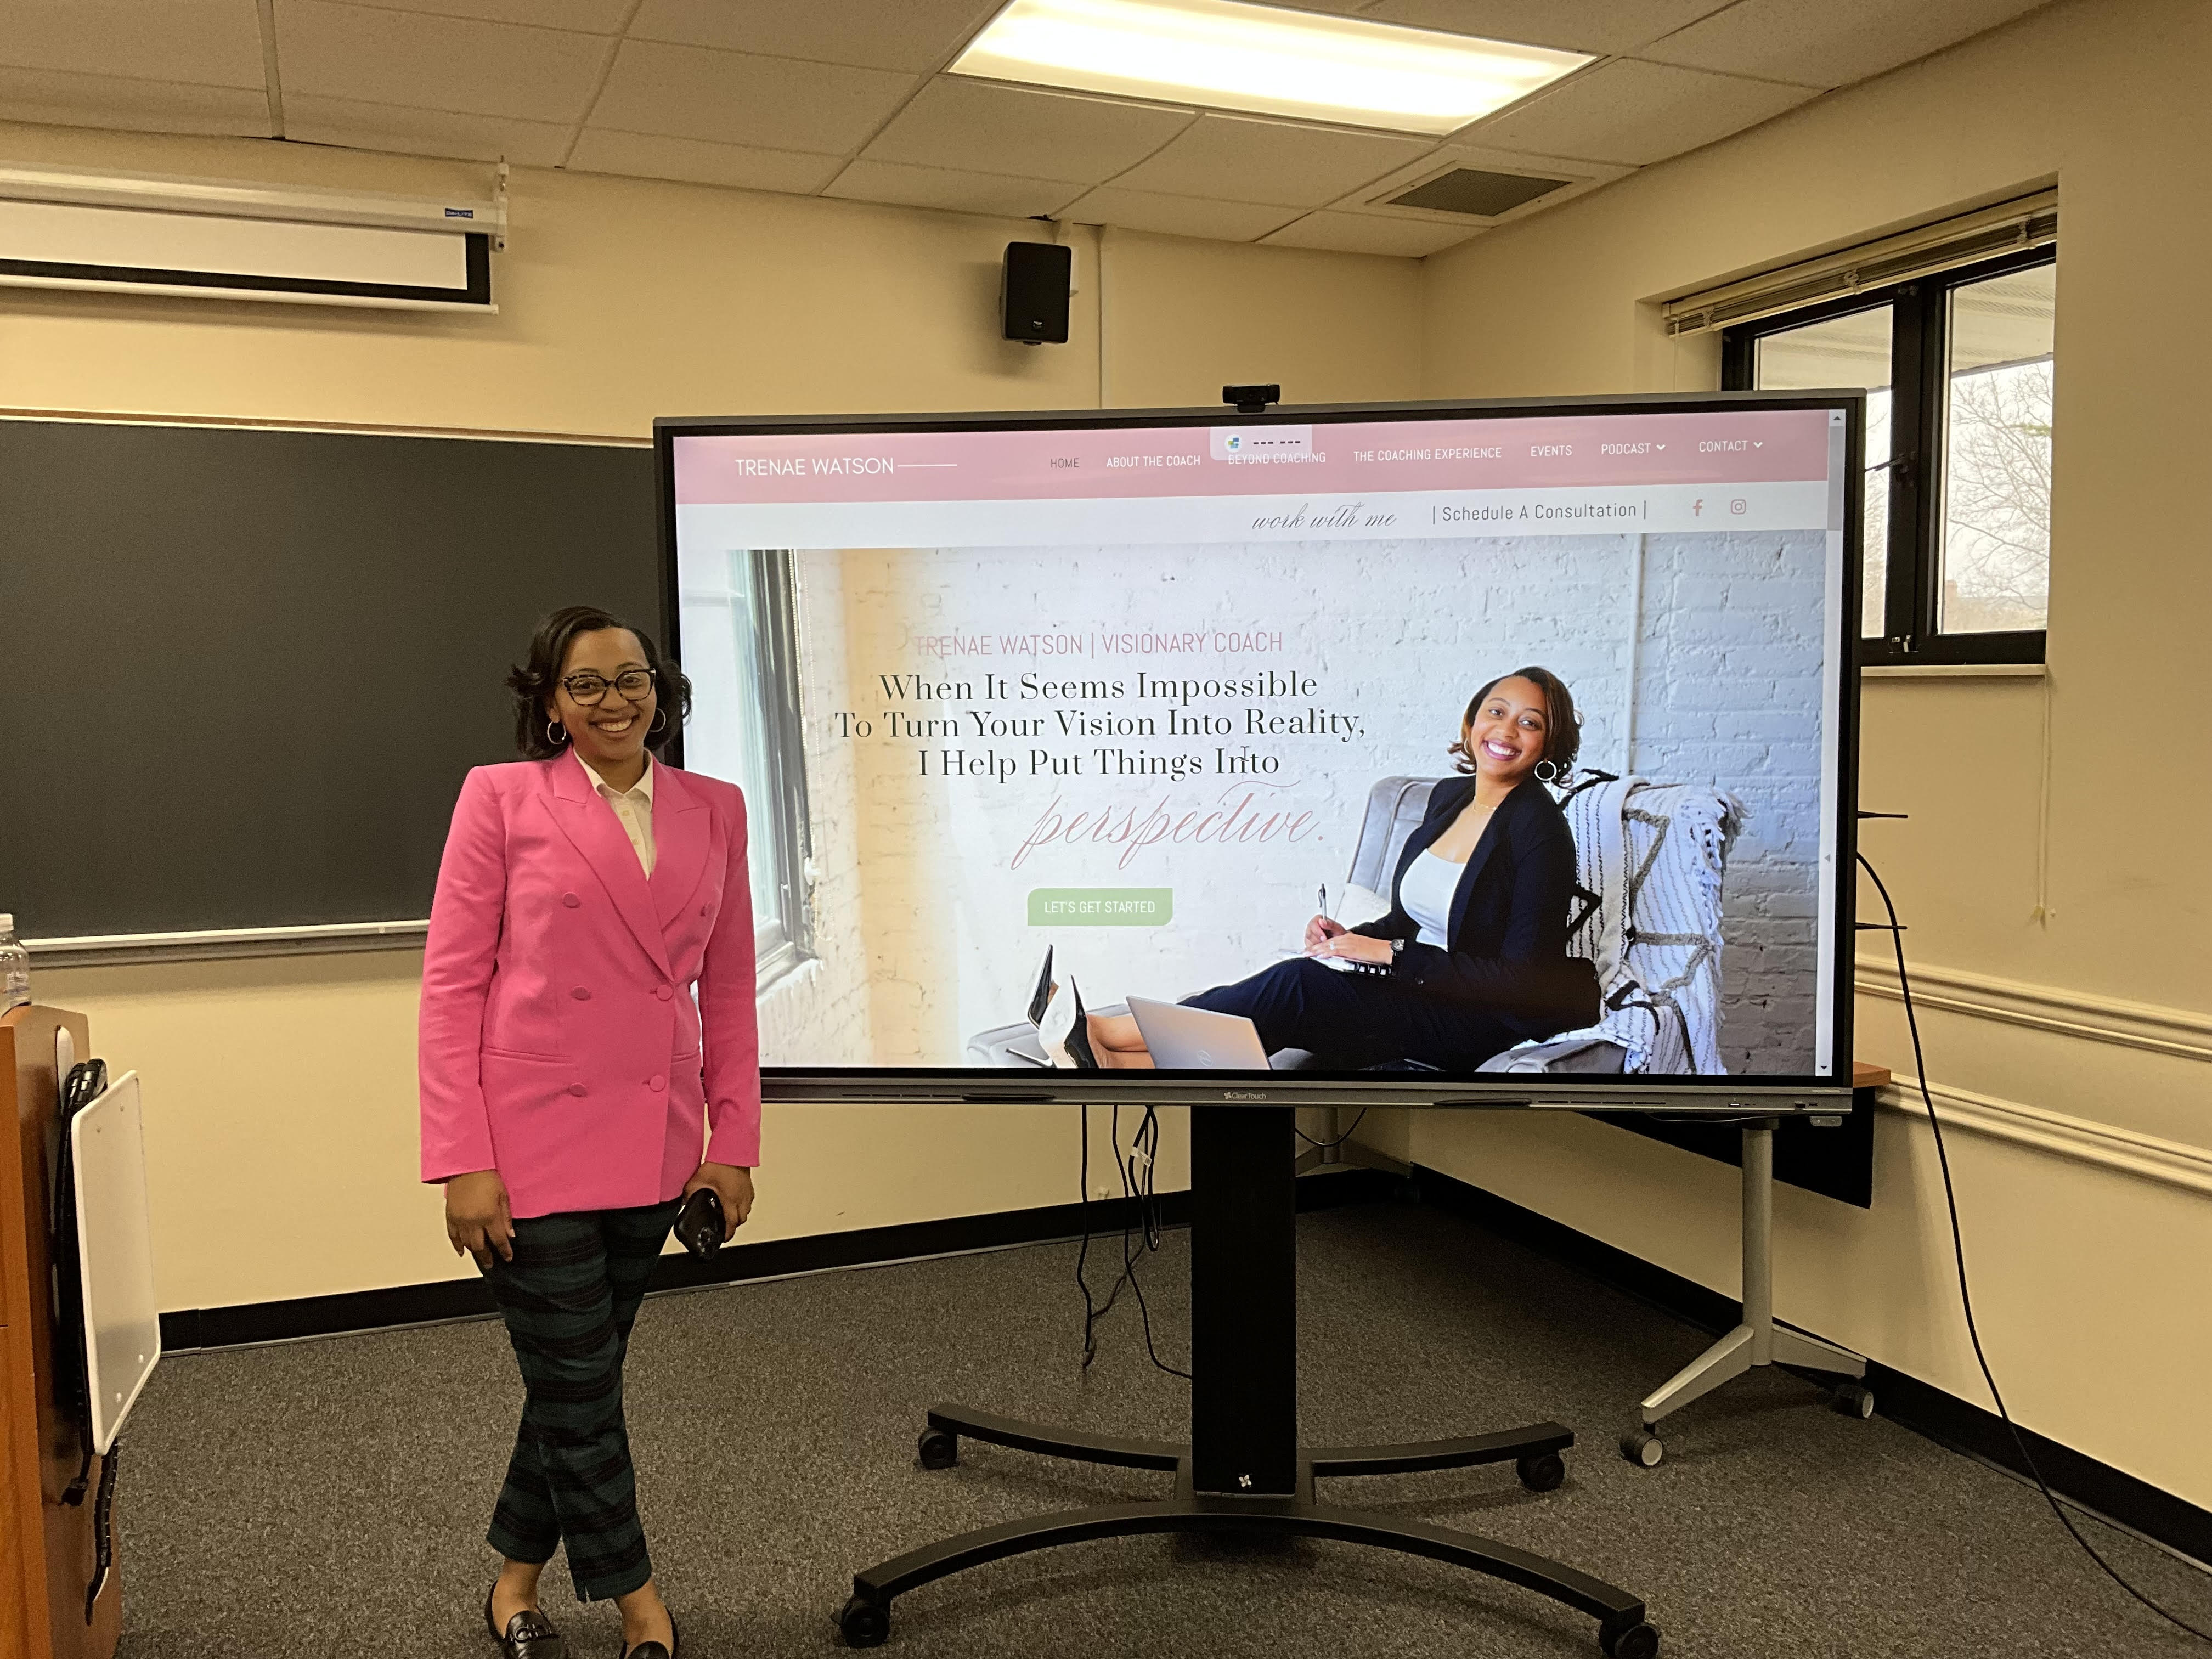 DA-LITE
TRENAE WATSON
HOME ABOUT THE COACH BEYOND COACHING THE COACHING EXPERIENCE EVENTS PODCAST CONTACT
work with me | Schedule A Consultation |
TRENAE WATSON | VISIONARY COACH
When It Seems Impossible
To Turn Your Vision Into Reality,
I Help Put Things Into
perspective.
LET'S GET STARTED
ClearTouch